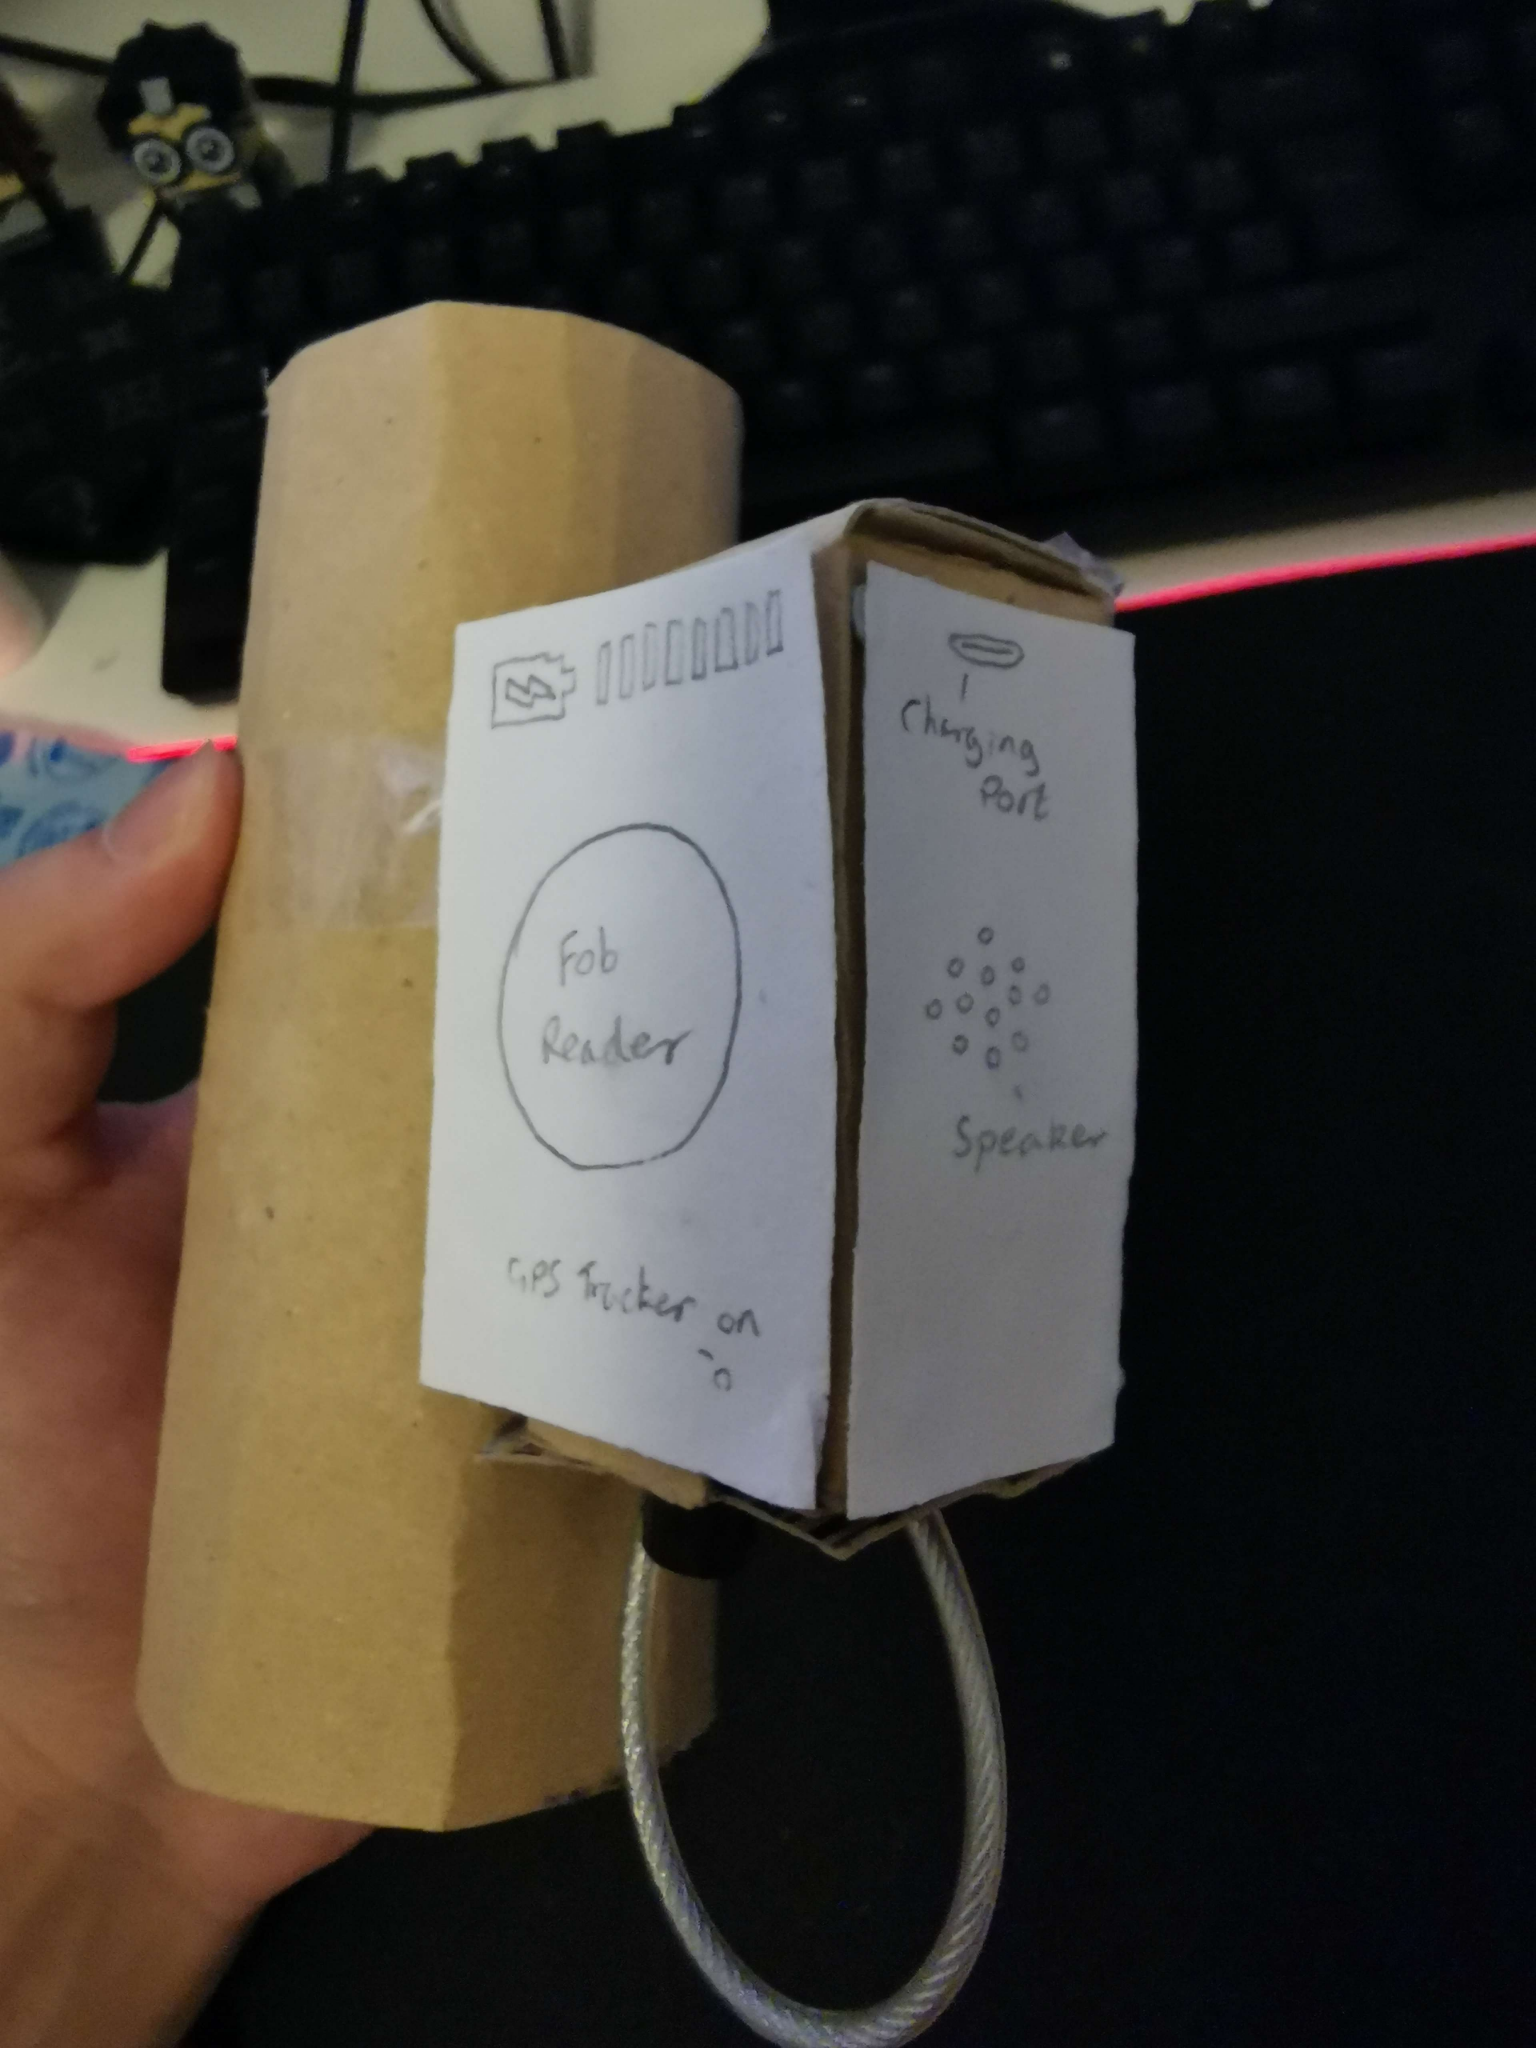 Fob
Reader
GPS Tracker on
Charging
Port
Speaker